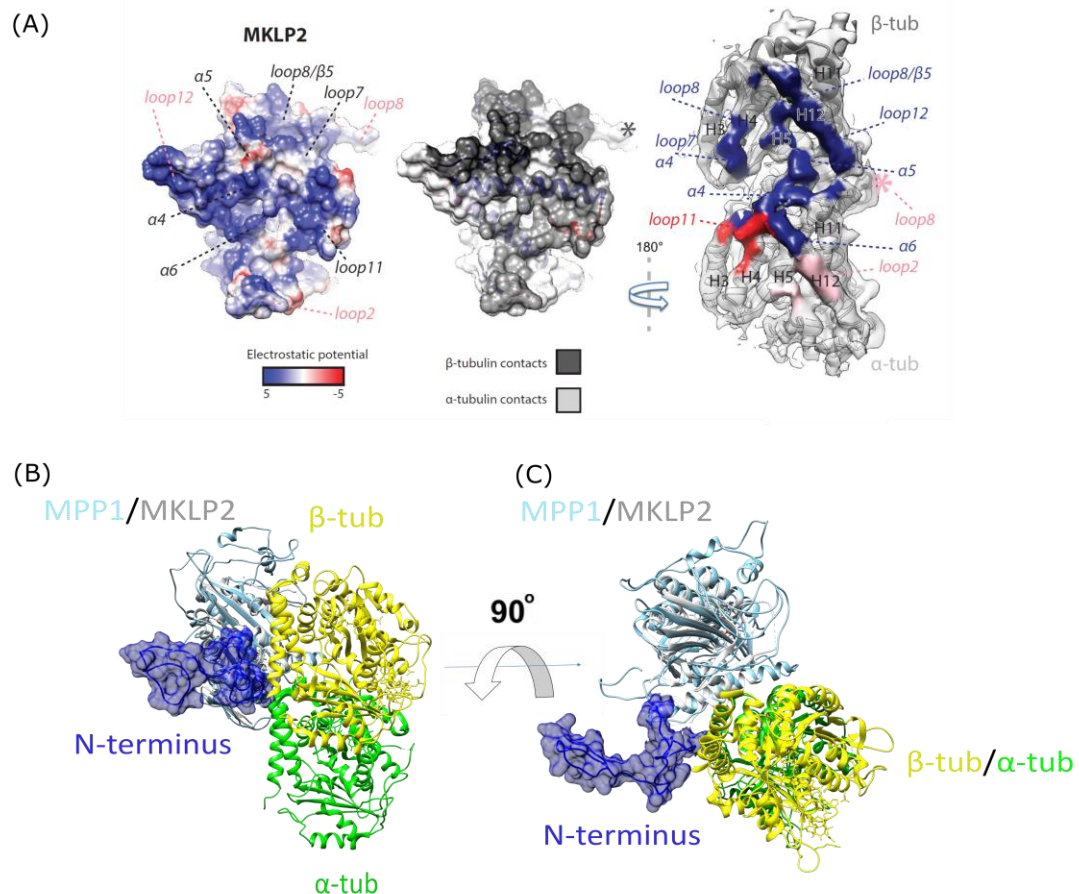 (A)
MKLP2
α5
loop8/β5
loop7
loop12
loop8
α4
α6
loop11
loop2
Electrostatic potential
5
-5
*
β-tubulin contacts
α-tubulin contacts
180°
β-tub
H11
loop8/β5
loop8
H12
H3
H4
loop12
H5
loop7
α4
α5
α4
*
loop8
loop11
H11
α6
loop2
H3
H4
H5
H12
α-tub
(B)
MPP1/MKLP2
β-tub
N-terminus
α-tub
90°
(C)
MPP1/MKLP2
β-tub/α-tub
N-terminus